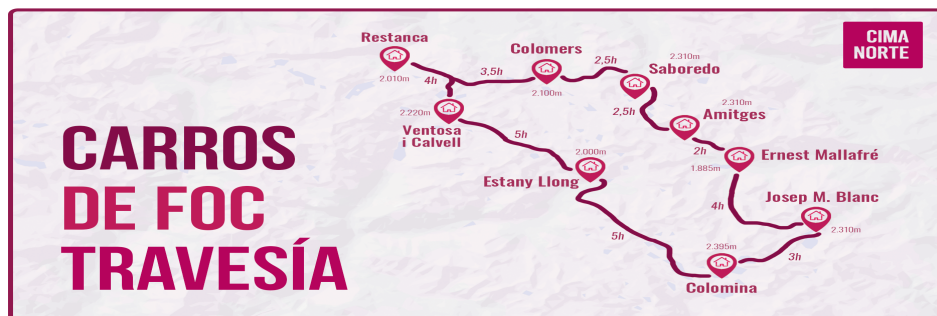 CARROS
DE FOC
TRAVESÍA
CIMA
NORTE
Restanca
2.010m
4h
3,5h
Colomers
2.100m
2,5h
2.310m
Saboredo
2,5h
2.310m
Amitges
2h
Ernest Mallafré
1.885m
4h
Josep M. Blanc
2.310m
3h
2.395m
Colomina
5h
2.000m
Estany Llong
5h
2.220m
Ventosa
i Calvell